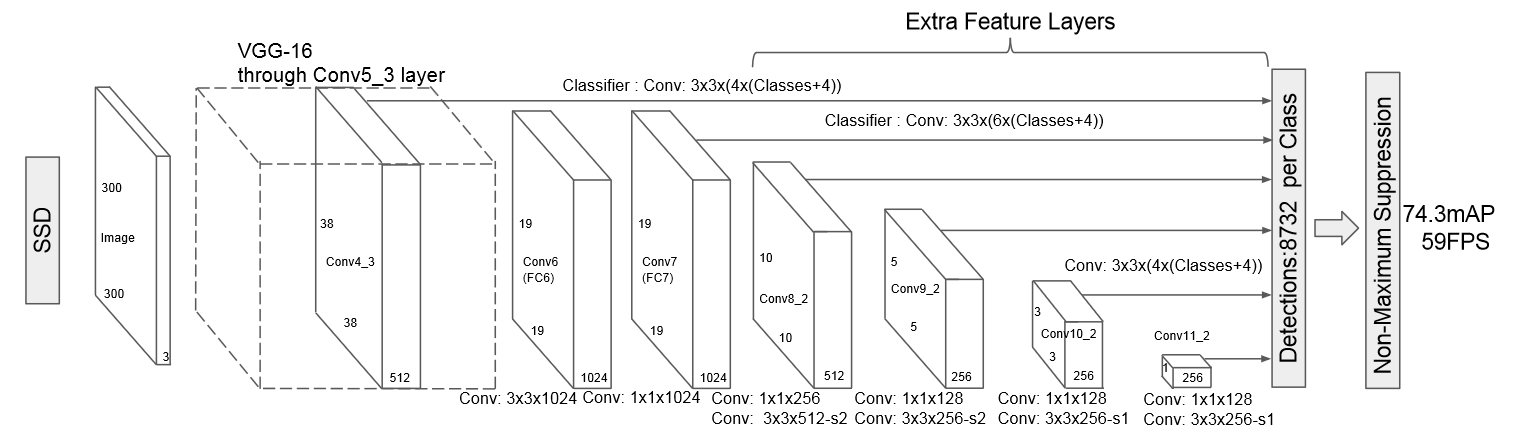 Extra Feature Layers
VGG-16
through Conv5_3 layer
Classifier : Conv: 3x3x(4x(Classes+4))
Classifier : Conv: 3x3x(6x(Classes+4))
SSD
300
Image
300
3
38
Conv4_3
38
512
19
Conv6
(FC6)
19
1024
19
Conv7
(FC7)
19
1024
10
Conv8_2
10
512
5
Conv9_2
5
256
Conv: 3x3x(4x(Classes+4))
3
Conv10_2
3
256
Conv11_2
1
256
Detections:8732 per Class
Non-Maximum Suppression
74.3mAP
59FPS
Conv: 3x3x1024
Conv: 1x1x1024
Conv: 1x1x256
Conv: 3x3x512-s2
Conv: 1x1x128
Conv: 3x3x256-s2
Conv: 1x1x128
Conv: 3x3x256-s1
Conv: 1x1x128
Conv: 3x3x256-s1